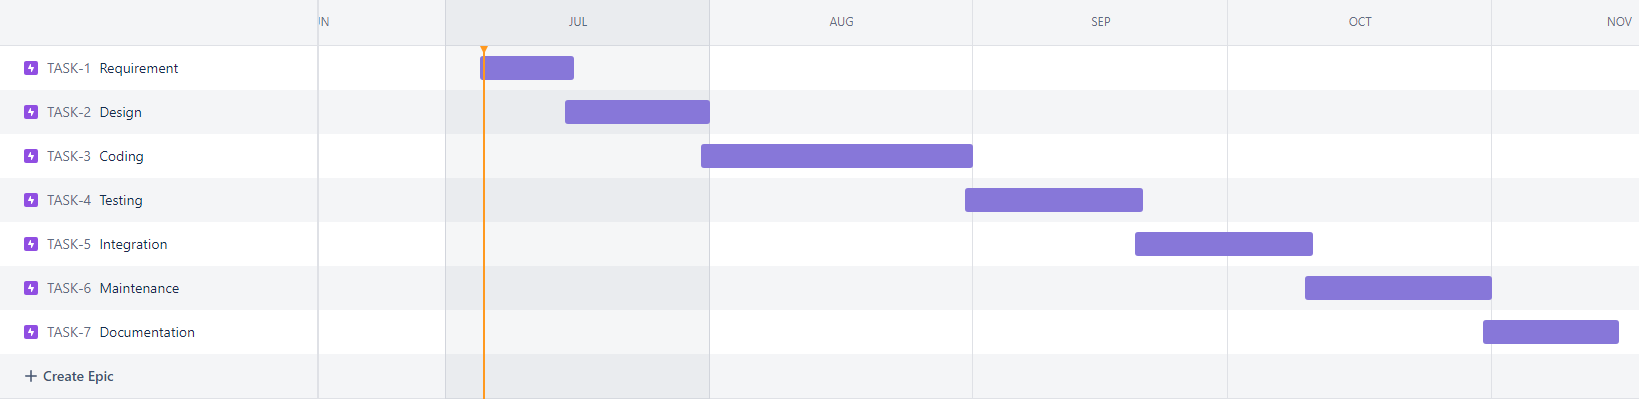 UN JUL AUG SEP OCT NOV
TASK-1 Requirement
TASK-2 Design
TASK-3 Coding
TASK-4 Testing
TASK-5 Integration
TASK-6 Maintenance
TASK-7 Documentation
+ Create Epic